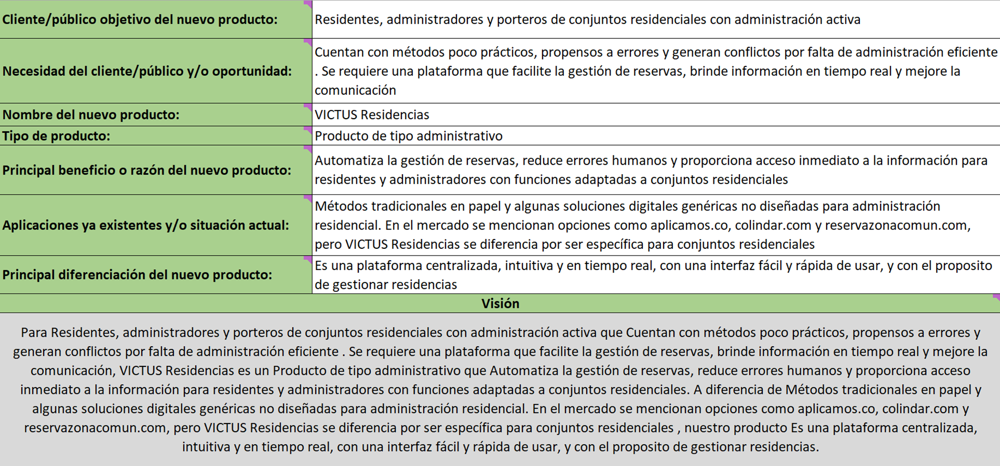 Cliente/público objetivo del nuevo producto:
Residentes, administradores y porteros de conjuntos residenciales con administración activa
Necesidad del cliente/público y/o oportunidad:
Cuentan con métodos poco prácticos, propensos a errores y generan conflictos por falta de administración eficiente
. Se requiere una plataforma que facilite la gestión de reservas, brinde información en tiempo real y mejore la
comunicación
Nombre del nuevo producto:
VICTUS Residencias
Tipo de producto:
Producto de tipo administrativo
Principal beneficio o razón del nuevo producto:
Automatiza la gestión de reservas, reduce errores humanos y proporciona acceso inmediato a la información para
residentes y administradores con funciones adaptadas a conjuntos residenciales
Aplicaciones ya existentes y/o situación actual:
Métodos tradicionales en papel y algunas soluciones digitales genéricas no diseñadas para administración
residencial. En el mercado se mencionan opciones como aplicamos.co, colindar.com y reservazonacomun.com,
pero VICTUS Residencias se diferencia por ser específica para conjuntos residenciales
Principal diferenciación del nuevo producto:
Es una plataforma centralizada, intuitiva y en tiempo real, con una interfaz fácil y rápida de usar, y con el proposito
de gestionar residencias
Visión
Para Residentes, administradores y porteros de conjuntos residenciales con administración activa que Cuentan con métodos poco prácticos, propensos a errores y
generan conflictos por falta de administración eficiente . Se requiere una plataforma que facilite la gestión de reservas, brinde información en tiempo real y mejore la
comunicación, VICTUS Residencias es un Producto de tipo administrativo que Automatiza la gestión de reservas, reduce errores humanos y proporciona acceso
inmediato a la información para residentes y administradores con funciones adaptadas a conjuntos residenciales. A diferencia de Métodos tradicionales en papel y
algunas soluciones digitales genéricas no diseñadas para administración residencial. En el mercado se mencionan opciones como aplicamos.co, colindar.com y
reservazonacomun.com, pero VICTUS Residencias se diferencia por ser específica para conjuntos residenciales , nuestro producto Es una plataforma centralizada,
intuitiva y en tiempo real, con una interfaz fácil y rápida de usar, y con el proposito de gestionar residencias.